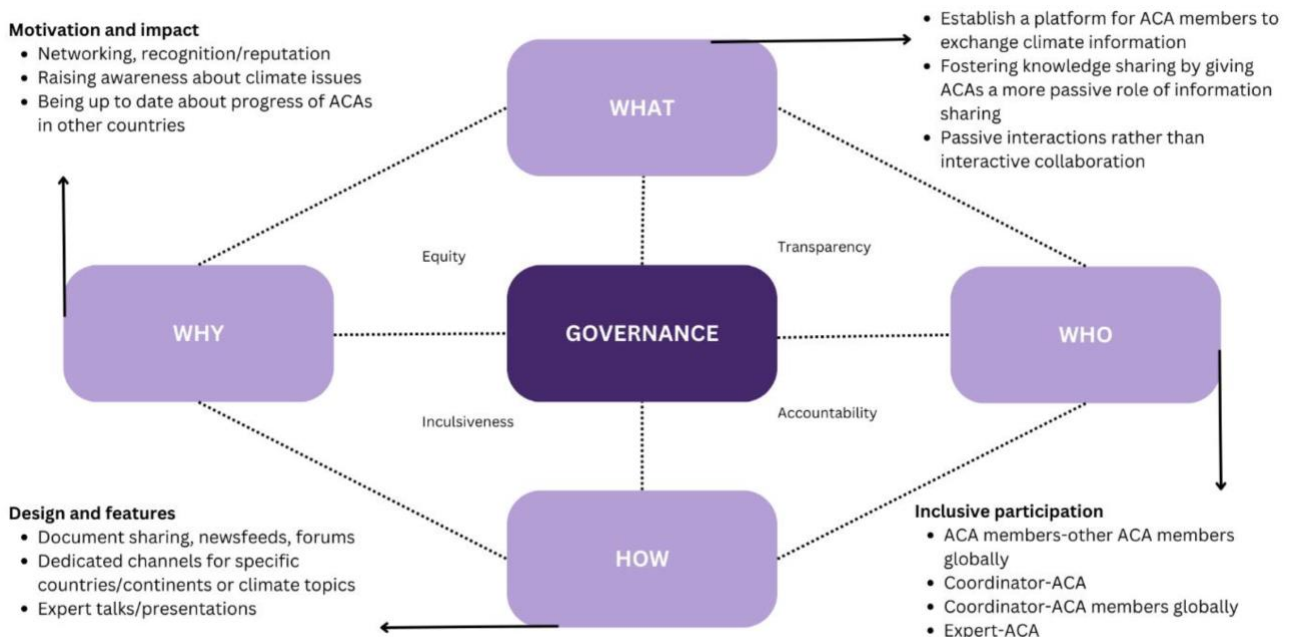 Motivation and impact
• Networking, recognition/reputation
• Raising awareness about climate issues
• Being up to date about progress of ACAs
in other countries
• Establish a platform for ACA members to
exchange climate information
• Fostering knowledge sharing by giving
ACAs a more passive role of information
sharing
• Passive interactions rather than
interactive collaboration
WHAT
Equity
Transparency
WHY
GOVERNANCE
WHO
Inculsiveness
Accountability
Design and features
• Document sharing, newsfeeds, forums
• Dedicated channels for specific
countries/continents or climate topics
• Expert talks/presentations
HOW
Inclusive participation
• ACA members-other ACA members
globally
• Coordinator-ACA
• Coordinator-ACA members globally
• Expert-ACA